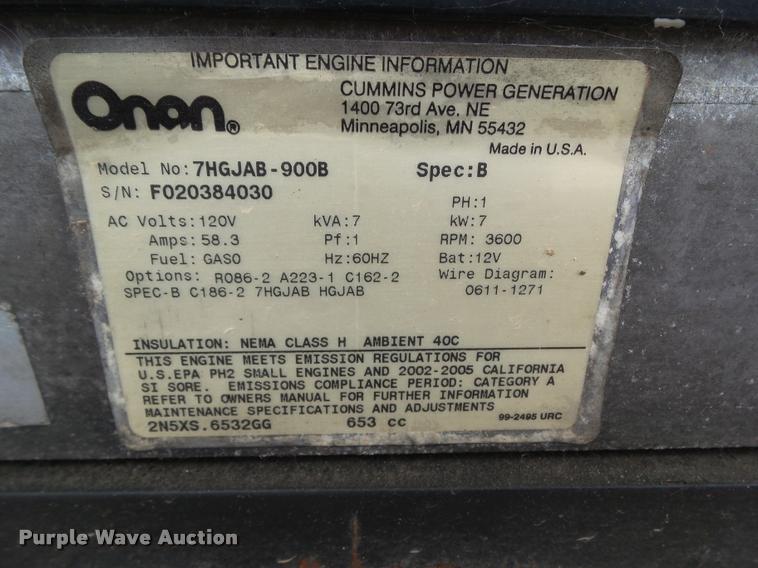 IMPORTANT ENGINE INFORMATION
Onan®
CUMMINS POWER GENERATION
1400 73rd Ave. NE
Minneapolis, MN 55432
Made in U.S.A.
Model No: 7HGJAB-900B Spec: B
S/N: F020384030
PH: 1
AC Volts: 120V kVA: 7 kW: 7
Amps: 58.3 Pf: 1 RPM: 3600
Fuel: GASO Hz: 60HZ Bat: 12V
Options: R086-2 A223-1 C162-2 Wire Diagram:
SPEC-B C186-2 7HGJAB HGJAB 0611-1271
INSULATION: NEMA CLASS H AMBIENT 40C
THIS ENGINE MEETS EMISSION REGULATIONS FOR
U.S.EPA PH2 SMALL ENGINES AND 2002-2005 CALIFORNIA
SI SORE. EMISSIONS COMPLIANCE PERIOD: CATEGORY A
REFER TO OWNERS MANUAL FOR FURTHER INFORMATION
MAINTENANCE SPECIFICATIONS AND ADJUSTMENTS
2N5XS.6532GG 653 cc 99-2495 URC
Purple Wave Auction